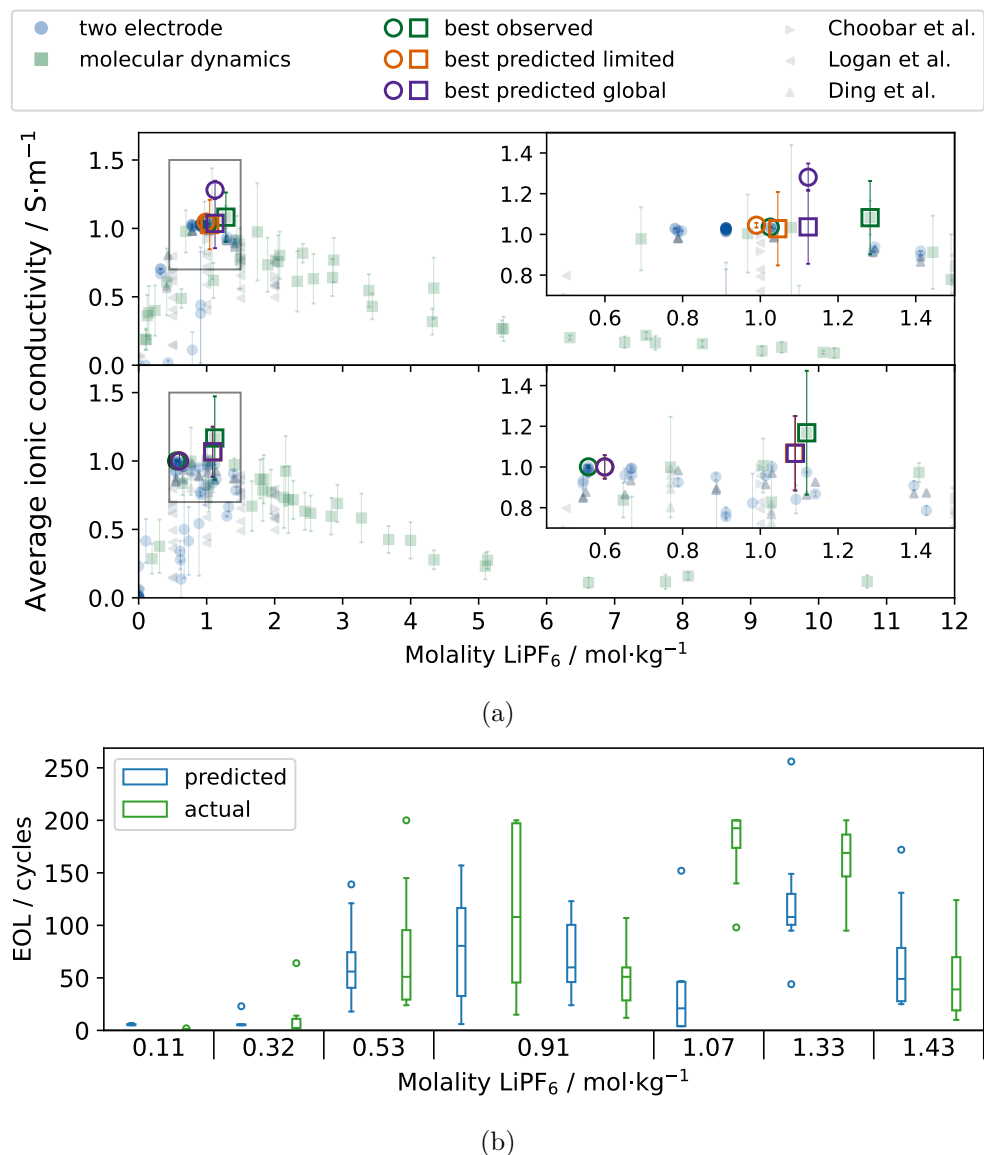 two electrode
molecular dynamics
best observed
best predicted limited
best predicted global
Choobar et al.
Logan et al.
Ding et al.
Average ionic conductivity / S·m⁻¹
1.5
1.0
0.5
0.0
1.4
1.2
1.0
0.8
0.6 0.8 1.0 1.2 1.4
1.5
1.0
0.5
0.0
1.4
1.2
1.0
0.8
0.6 0.8 1.0 1.2 1.4
0 1 2 3 4 5 6 7 8 9 10 11 12
Molality LiPF₆ / mol·kg⁻¹
(a)
EOL / cycles
250
200
150
100
50
0
predicted
actual
0.11 0.32 0.53 0.91 1.07 1.33 1.43
Molality LiPF₆ / mol·kg⁻¹
(b)